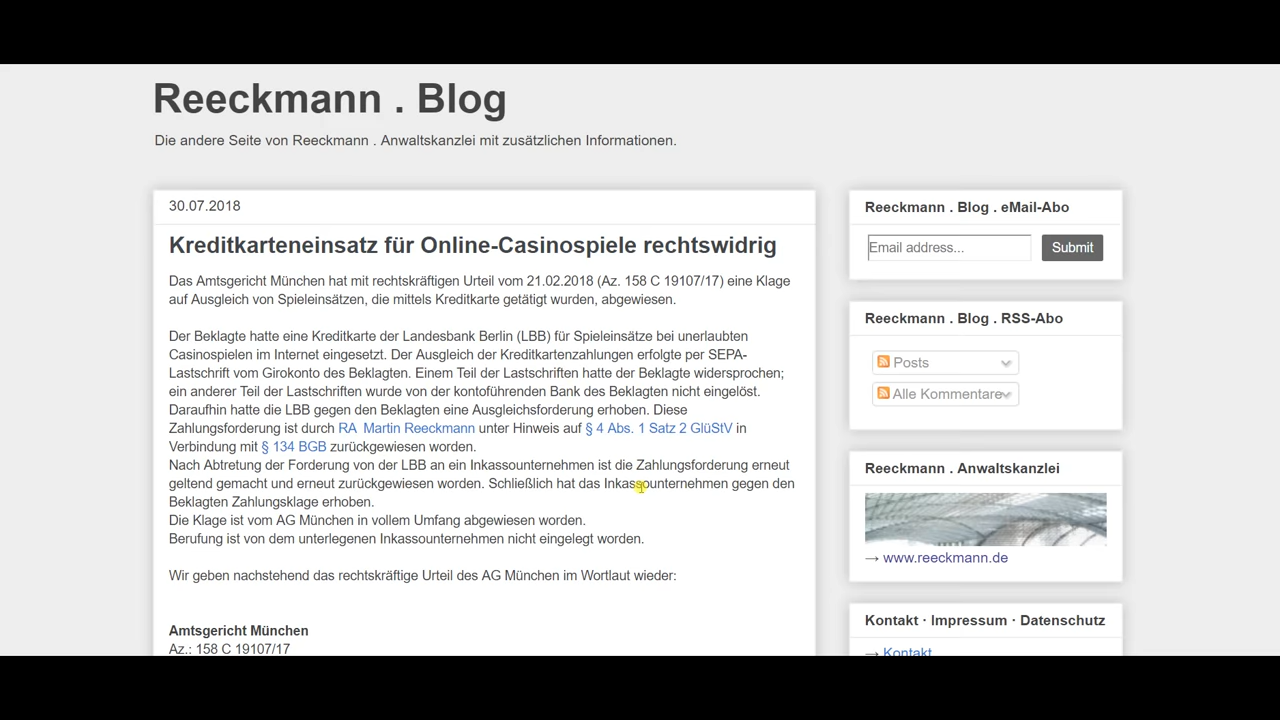 Reeckmann . Blog
Die andere Seite von Reeckmann . Anwaltskanzlei mit zusätzlichen Informationen.
30.07.2018
Kreditkarteneinsatz für Online-Casinospiele rechtswidrig
Das Amtsgericht München hat mit rechtskräftigen Urteil vom 21.02.2018 (Az. 158 C 19107/17) eine Klage
auf Ausgleich von Spieleinsätzen, die mittels Kreditkarte getätigt wurden, abgewiesen.
Der Beklagte hatte eine Kreditkarte der Landesbank Berlin (LBB) für Spieleinsätze bei unerlaubten
Casinospielen im Internet eingesetzt. Der Ausgleich der Kreditkartenzahlungen erfolgte per SEPA-
Lastschrift vom Girokonto des Beklagten. Einem Teil der Lastschriften hatte der Beklagte widersprochen;
ein anderer Teil der Lastschriften wurde von der kontoführenden Bank des Beklagten nicht eingelöst.
Daraufhin hatte die LBB gegen den Beklagten eine Ausgleichsforderung erhoben. Diese
Zahlungsforderung ist durch RA Martin Reeckmann unter Hinweis auf § 4 Abs. 1 Satz 2 GlüStV in
Verbindung mit § 134 BGB zurückgewiesen worden.
Nach Abtretung der Forderung von der LBB an ein Inkassounternehmen ist die Zahlungsforderung erneut
geltend gemacht und erneut zurückgewiesen worden. Schließlich hat das Inkassounternehmen gegen den
Beklagten Zahlungsklage erhoben.
Die Klage ist vom AG München in vollem Umfang abgewiesen worden.
Berufung ist von dem unterlegenen Inkassounternehmen nicht eingelegt worden.
Wir geben nachstehend das rechtskräftige Urteil des AG München im Wortlaut wieder:
Amtsgericht München
Az.: 158 C 19107/17
Reeckmann . Blog . eMail-Abo
Email address...
Submit
Reeckmann . Blog . RSS-Abo
Posts
Alle Kommentare
Reeckmann . Anwaltskanzlei
→ www.reeckmann.de
Kontakt · Impressum · Datenschutz
→ Kontakt